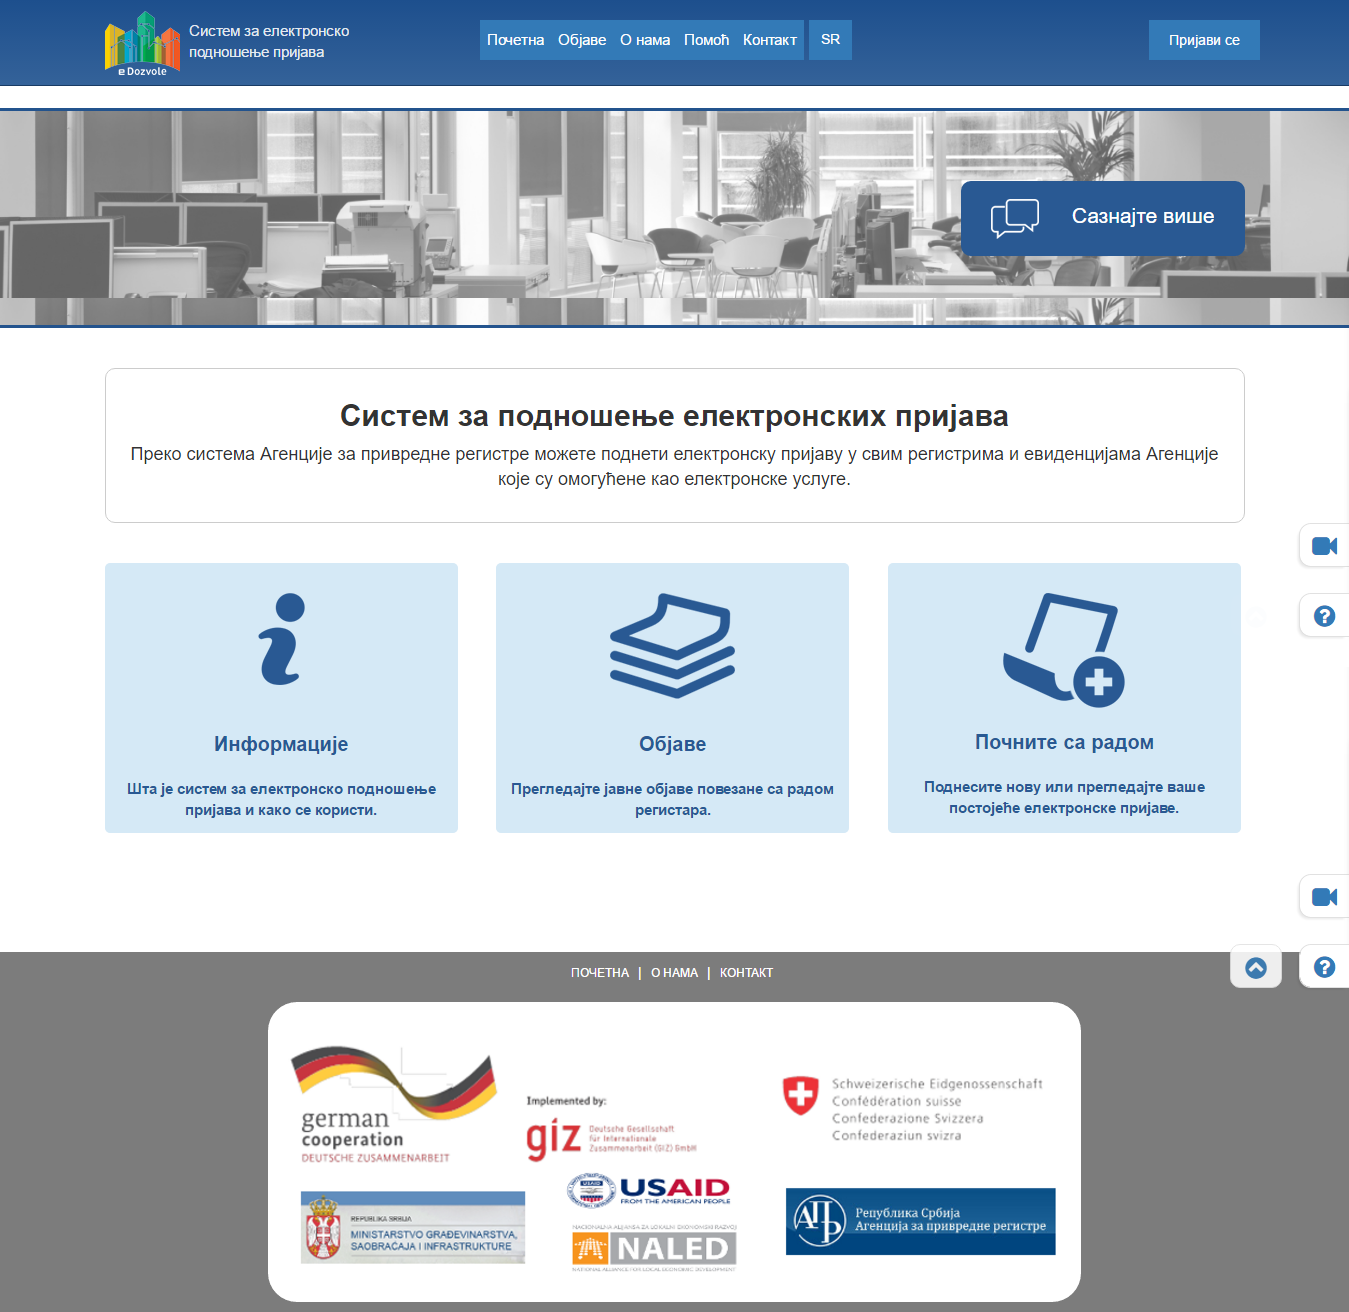 Систем за електронско
подношење пријава
e Dozvole
Почетна Објаве О нама Помоћ Контакт SR
Пријави се
Сазнајте више
Систем за подношење електронских пријава
Преко система Агенције за привредне регистре можете поднети електронску пријаву у свим регистрима и евиденцијама Агенције
које су омогућене као електронске услуге.
Информације
Шта је систем за електронско подношење
пријава и како се користи.
Објаве
Прегледајте јавне објаве повезане са радом
регистара.
Почните са радом
Поднесите нову или прегледајте ваше
постојеће електронске пријаве.
ПОЧЕТНА | О НАМА | КОНТАКТ
german
cooperation
DEUTSCHE ZUSAMMENARBEIT
Implemented by:
giz Deutsche Gesellschaft
für Internationale
Zusammenarbeit (GIZ) GmbH
Schweizerische Eidgenossenschaft
Confédération suisse
Confederazione Svizzera
Confederaziun svizra
REPUBLIKA SRBIJA
MINISTARSTVO GRAĐEVINARSTVA,
SAOBRAĆAJA I INFRASTRUKTURE
USAID
FROM THE AMERICAN PEOPLE
NACIONALNA ALIJANSA ZA LOKALNI EKONOMSKI RAZVOJ
NALED
NATIONAL ALLIANCE FOR LOCAL ECONOMIC DEVELOPMENT
АПР
Република Србија
Агенција за привредне регистре